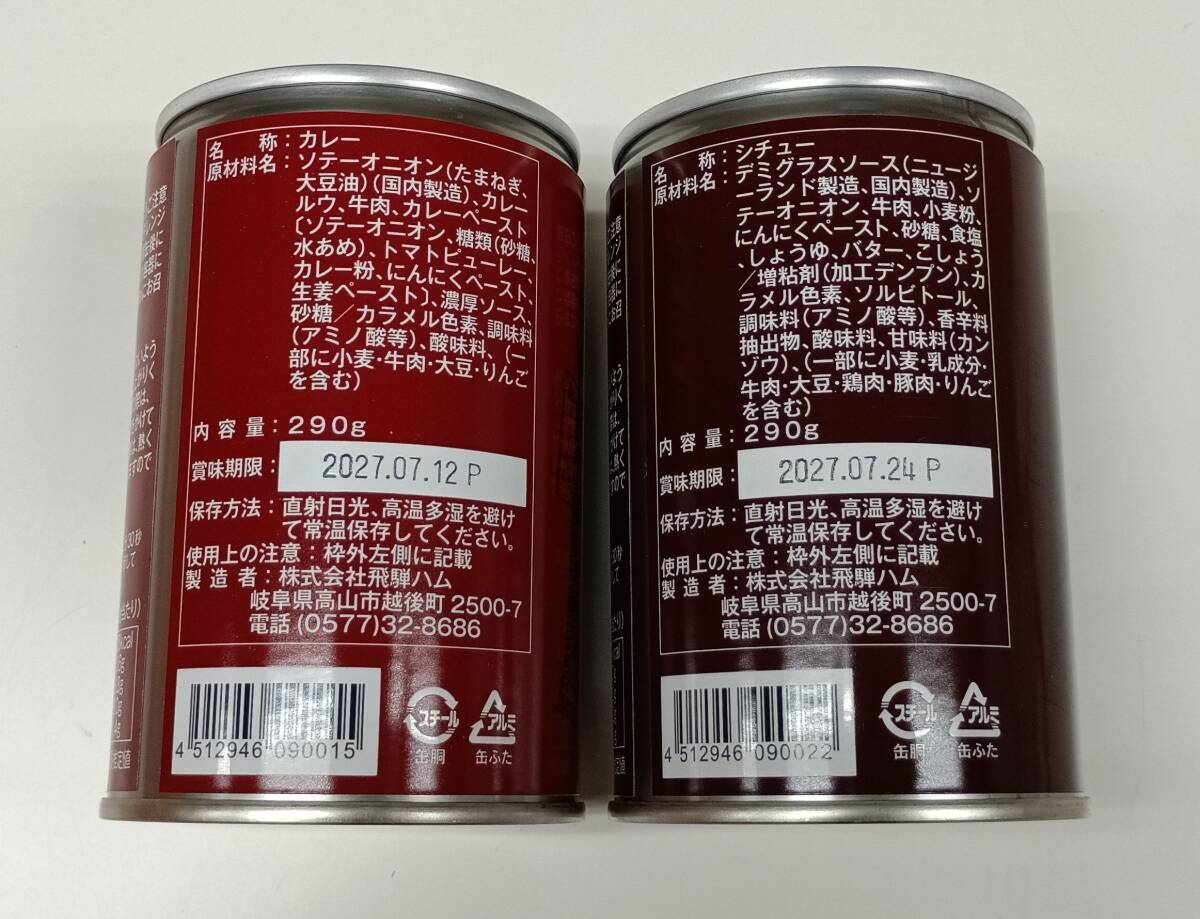 名称：カレー
原材料名：ソテーオニオン(たまねぎ、
大豆油)(国内製造)、カレー
ルウ、牛肉、カレーペースト
〔ソテーオニオン、糖類(砂糖、
水あめ)、トマトピューレー、
カレー粉、にんにくペースト、
生姜ペースト〕、濃厚ソース、
砂糖／カラメル色素、調味料
(アミノ酸等)、酸味料、(一
部に小麦・牛肉・大豆・りんご
を含む)
内容量：290g
賞味期限：2027.07.12 P
保存方法：直射日光、高温多湿を避け
て常温保存してください。
使用上の注意：枠外左側に記載
製造者：株式会社飛騨ハム
岐阜県高山市越後町 2500-7
電話 (0577)32-8686
4 512946 090015
スチール
缶胴
アルミ
缶ふた
名称：シチュー
原材料名：デミグラスソース(ニュージ
ーランド製造、国内製造)、ソ
テーオニオン、牛肉、小麦粉、
にんにくペースト、砂糖、食塩
、しょうゆ、バター、こしょう
／増粘剤(加工デンプン)、カ
ラメル色素、ソルビトール、
調味料(アミノ酸等)、香辛料
抽出物、酸味料、甘味料(カン
ゾウ)、(一部に小麦・乳成分・
牛肉・大豆・鶏肉・豚肉・りんご
を含む)
内容量：290g
賞味期限：2027.07.24 P
保存方法：直射日光、高温多湿を避け
て常温保存してください。
使用上の注意：枠外左側に記載
製造者：株式会社飛騨ハム
岐阜県高山市越後町 2500-7
電話 (0577)32-8686
4 512946 090022
スチール
缶胴
アルミ
缶ふた